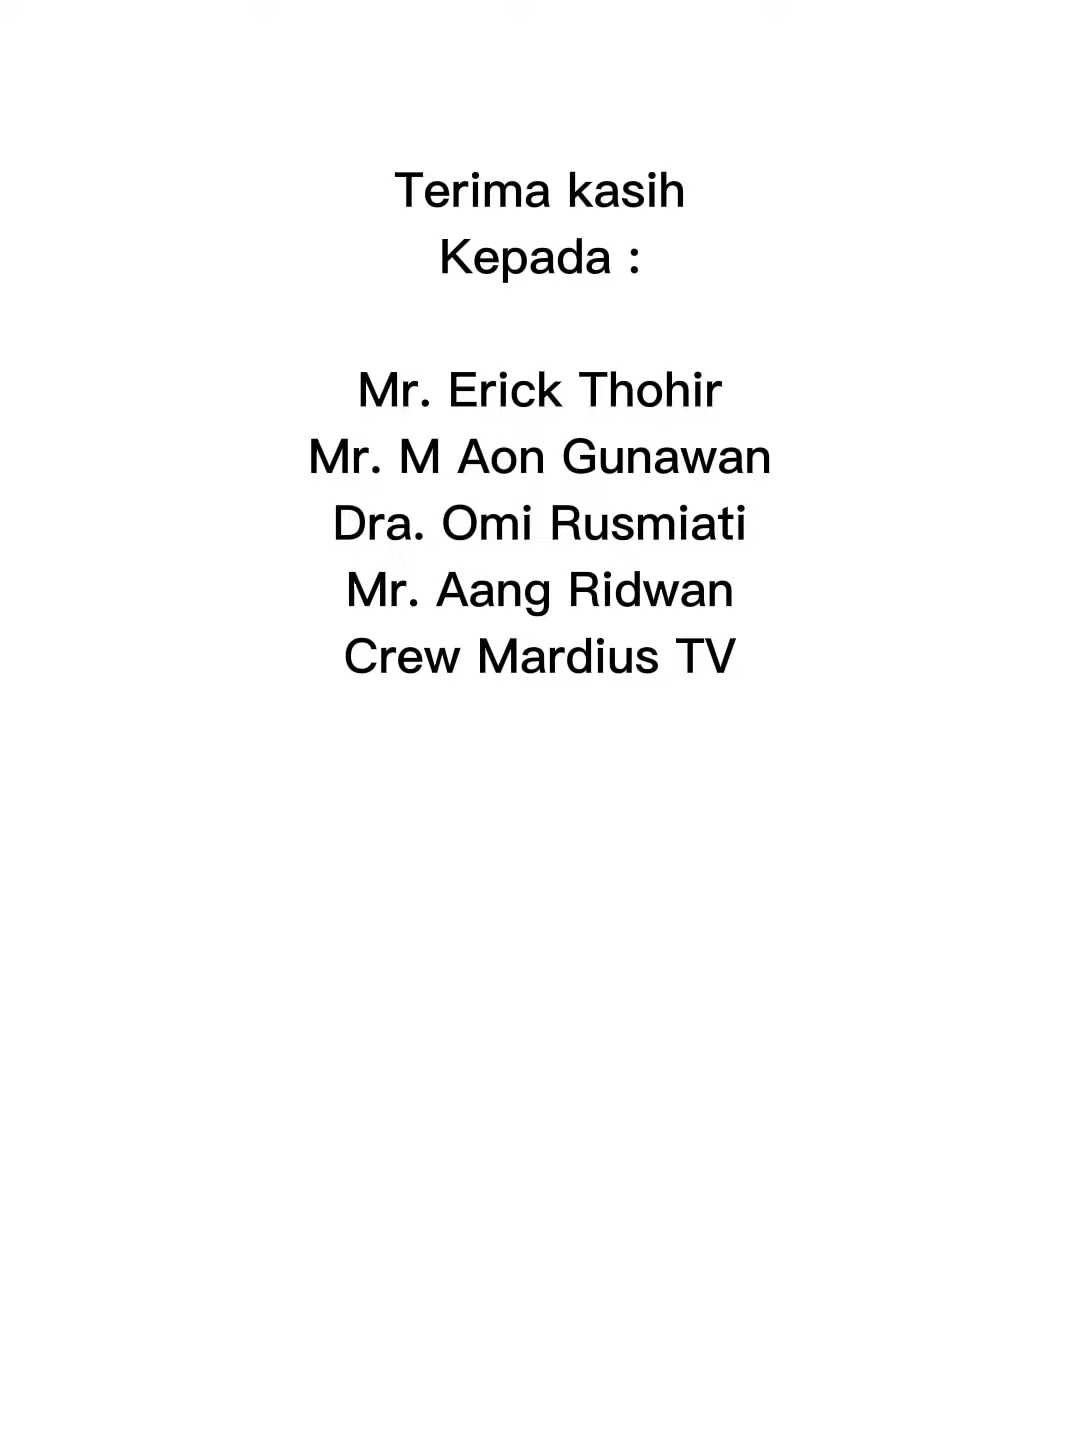 Terima kasih
Kepada :
Mr. Erick Thohir
Mr. M Aon Gunawan
Dra. Omi Rusmiati
Mr. Aang Ridwan
Crew Mardius TV